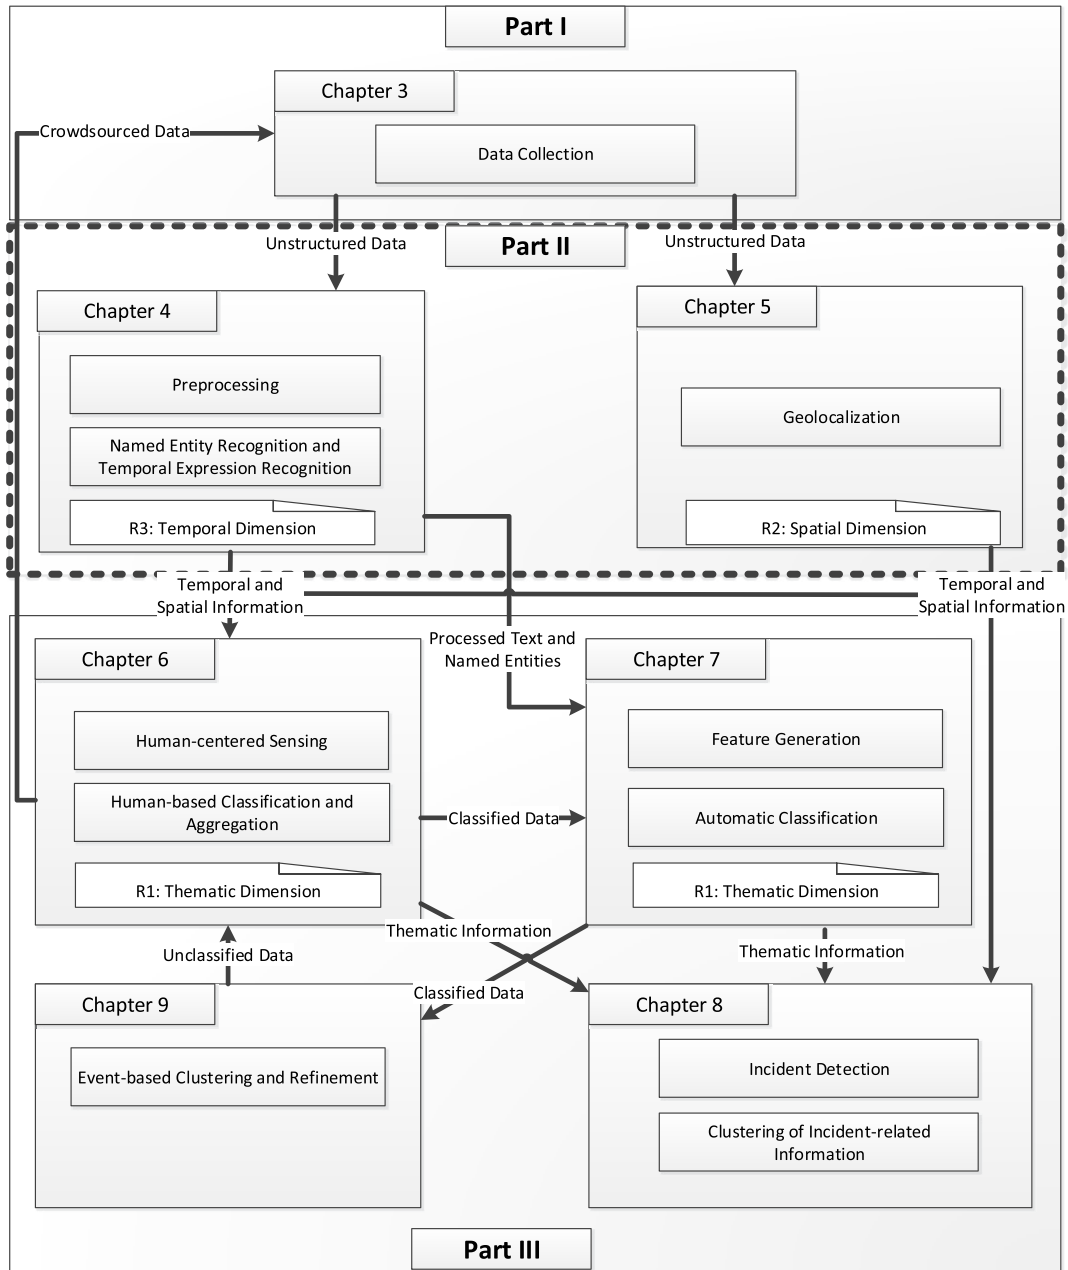 Part I
Chapter 3
Crowdsourced Data
Data Collection
Unstructured Data
Part II
Unstructured Data
Chapter 4
Chapter 5
Preprocessing
Geolocalization
Named Entity Recognition and
Temporal Expression Recognition
R3: Temporal Dimension
R2: Spatial Dimension
Temporal and
Spatial Information
Temporal and
Spatial Information
Processed Text and
Named Entities
Chapter 6
Chapter 7
Human-centered Sensing
Feature Generation
Human-based Classification and
Aggregation
Classified Data
Automatic Classification
R1: Thematic Dimension
R1: Thematic Dimension
Thematic Information
Unclassified Data
Thematic Information
Classified Data
Chapter 9
Chapter 8
Event-based Clustering and Refinement
Incident Detection
Clustering of Incident-related
Information
Part III